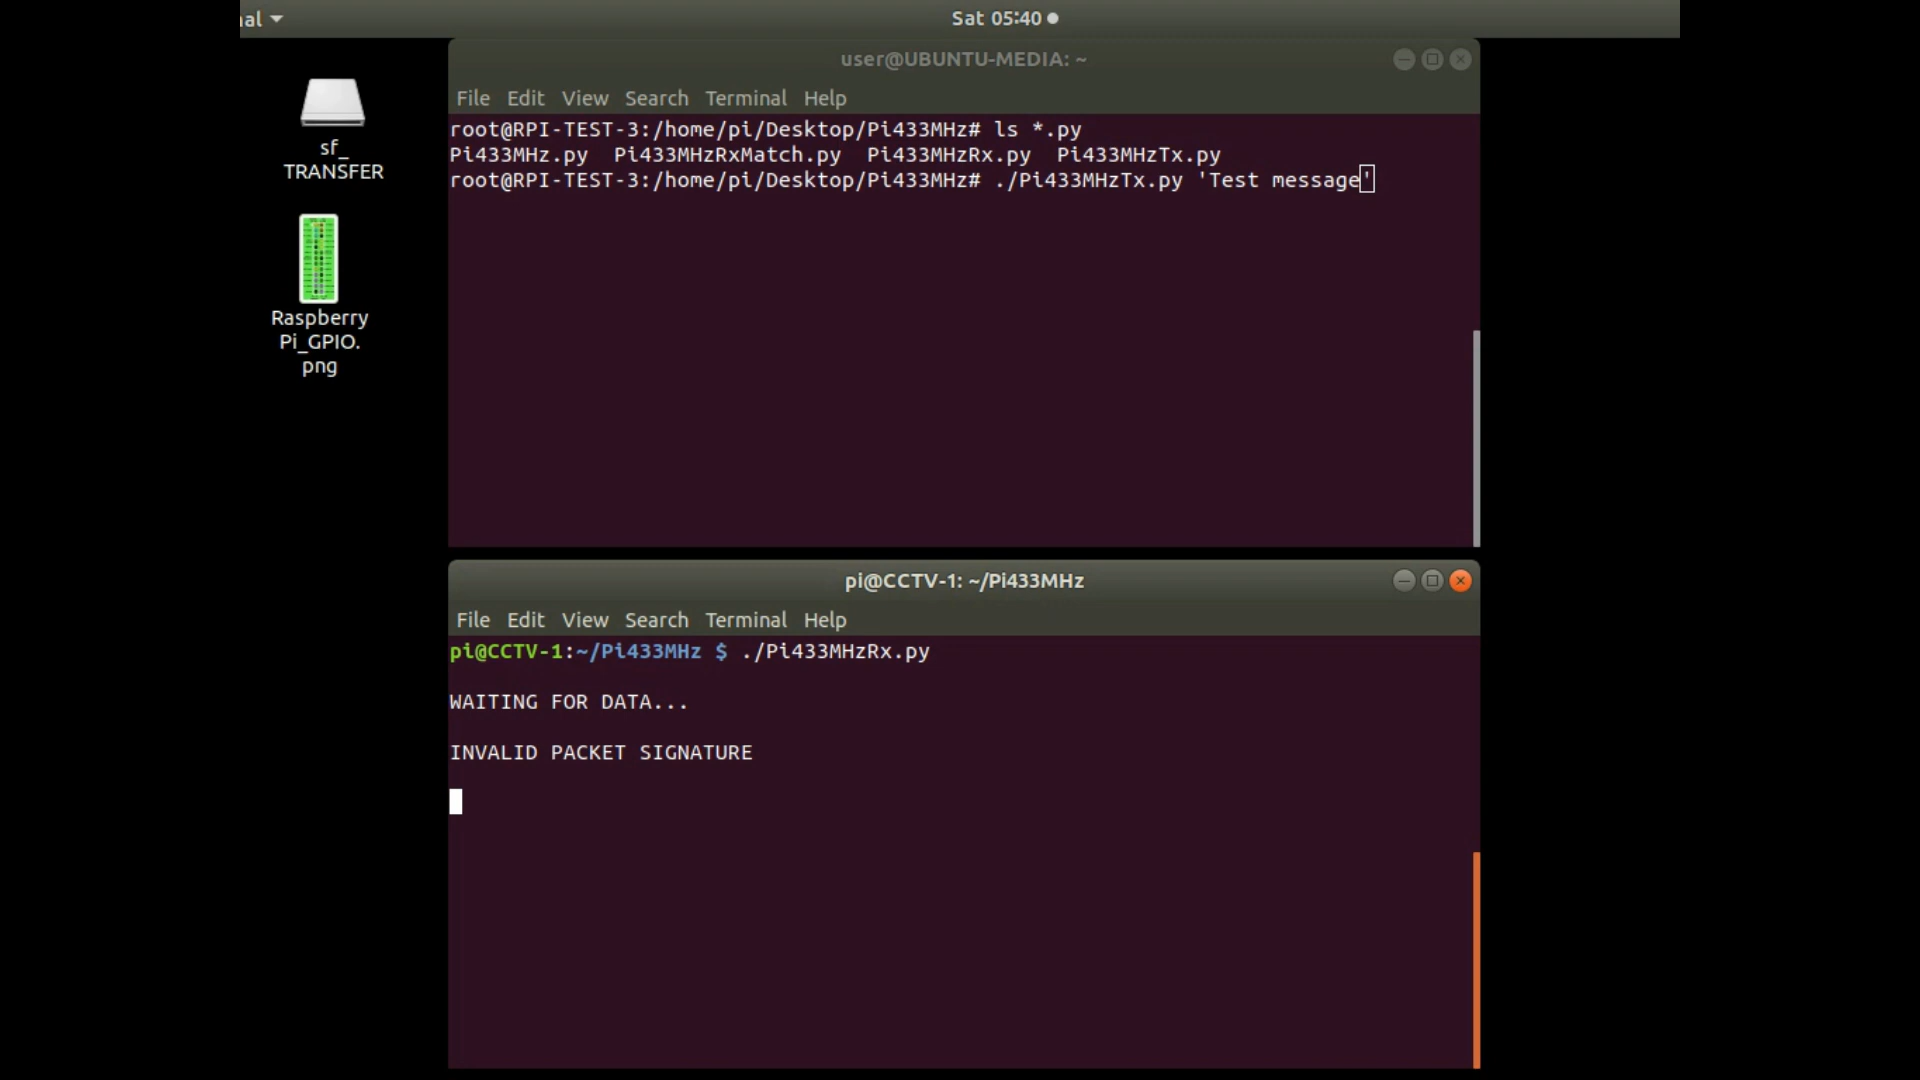 al
Sat 05:40
sf_
TRANSFER
Raspberry
Pi_GPIO.
png
user@UBUNTU-MEDIA: ~
File Edit View Search Terminal Help
root@RPI-TEST-3:/home/pi/Desktop/Pi433MHz# ls *.py
Pi433MHz.py  Pi433MHzRxMatch.py  Pi433MHzRx.py  Pi433MHzTx.py
root@RPI-TEST-3:/home/pi/Desktop/Pi433MHz# ./Pi433MHzTx.py 'Test message'
pi@CCTV-1: ~/Pi433MHz
File Edit View Search Terminal Help
pi@CCTV-1:~/Pi433MHz $ ./Pi433MHzRx.py
WAITING FOR DATA...
INVALID PACKET SIGNATURE